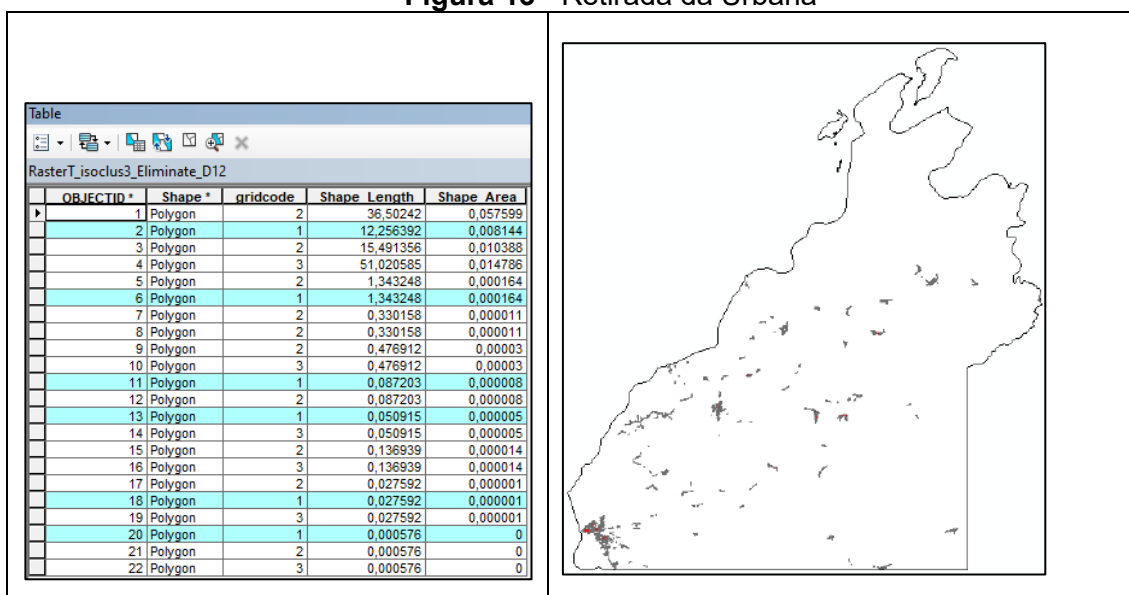 Figura 16 - Retirada da Urbana
Table
RasterT_isoclus3_Eliminate_D12
OBJECTID * Shape * gridcode Shape_Length Shape_Area
1 Polygon 2 36,50242 0,057599
2 Polygon 1 12,256392 0,008144
3 Polygon 2 15,491356 0,010388
4 Polygon 3 51,020585 0,014786
5 Polygon 2 1,343248 0,000164
6 Polygon 1 1,343248 0,000164
7 Polygon 2 0,330158 0,000011
8 Polygon 2 0,330158 0,000011
9 Polygon 2 0,476912 0,00003
10 Polygon 3 0,476912 0,00003
11 Polygon 1 0,087203 0,000008
12 Polygon 2 0,087203 0,000008
13 Polygon 1 0,050915 0,000005
14 Polygon 3 0,050915 0,000005
15 Polygon 2 0,136939 0,000014
16 Polygon 3 0,136939 0,000014
17 Polygon 2 0,027592 0,000001
18 Polygon 1 0,027592 0,000001
19 Polygon 3 0,027592 0,000001
20 Polygon 1 0,000576 0
21 Polygon 2 0,000576 0
22 Polygon 3 0,000576 0